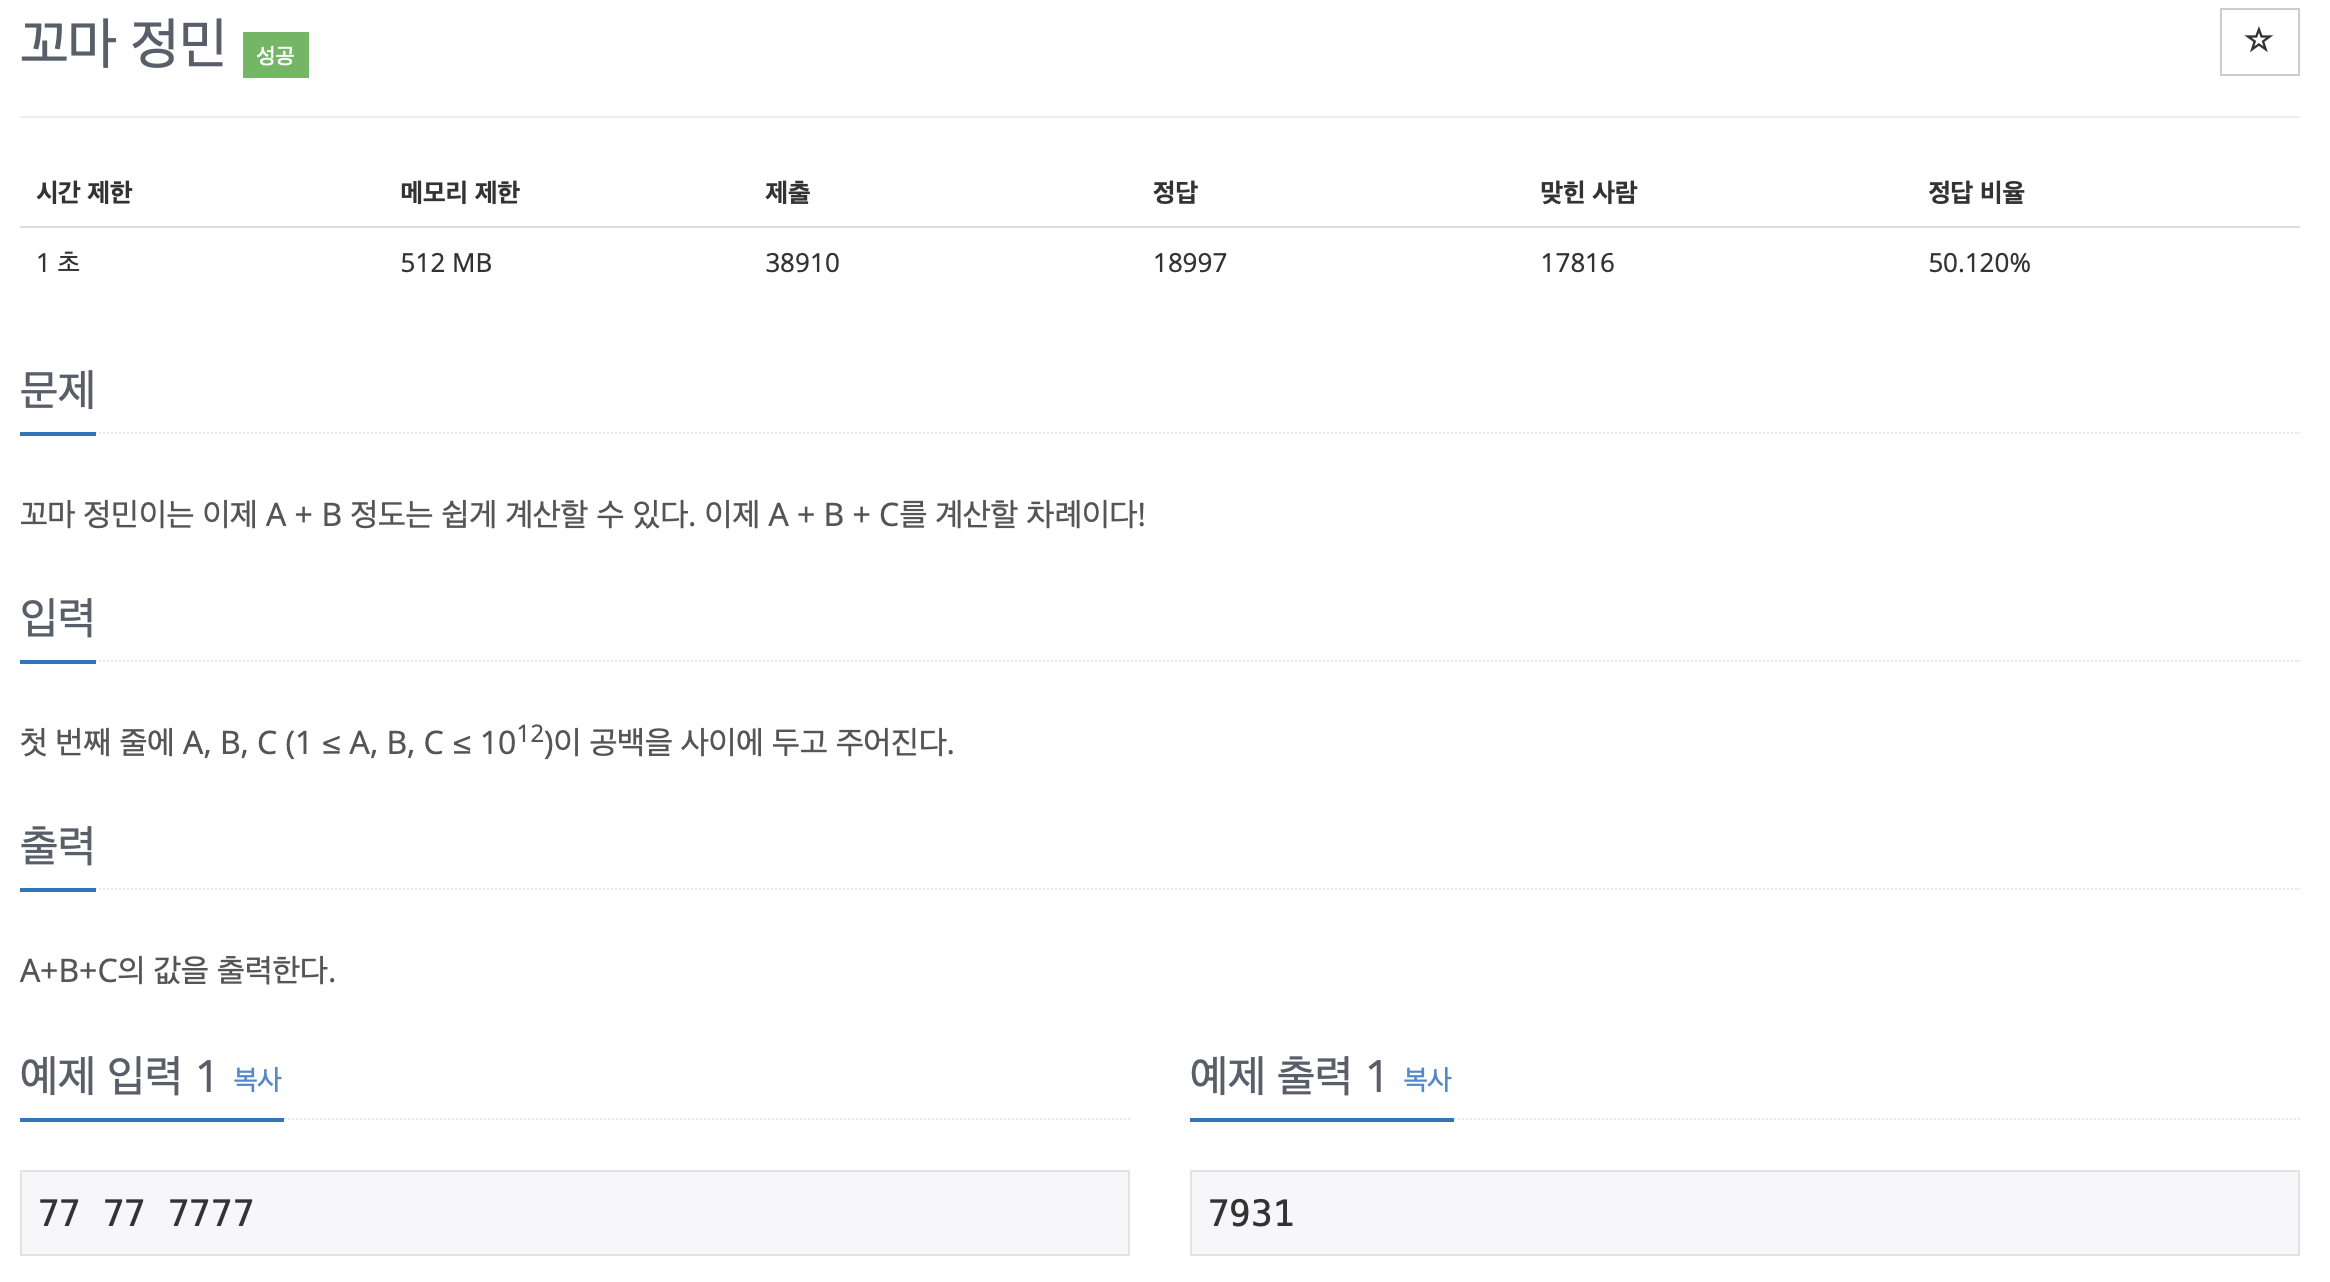 꼬마 정민 성공
☆
시간 제한 메모리 제한 제출 정답 맞힌 사람 정답 비율
1 초 512 MB 38910 18997 17816 50.120%
문제
꼬마 정민이는 이제 A + B 정도는 쉽게 계산할 수 있다. 이제 A + B + C를 계산할 차례이다!
입력
첫 번째 줄에 A, B, C (1 ≤ A, B, C ≤ 10¹²)이 공백을 사이에 두고 주어진다.
출력
A+B+C의 값을 출력한다.
예제 입력 1 복사
77 77 7777
예제 출력 1 복사
7931